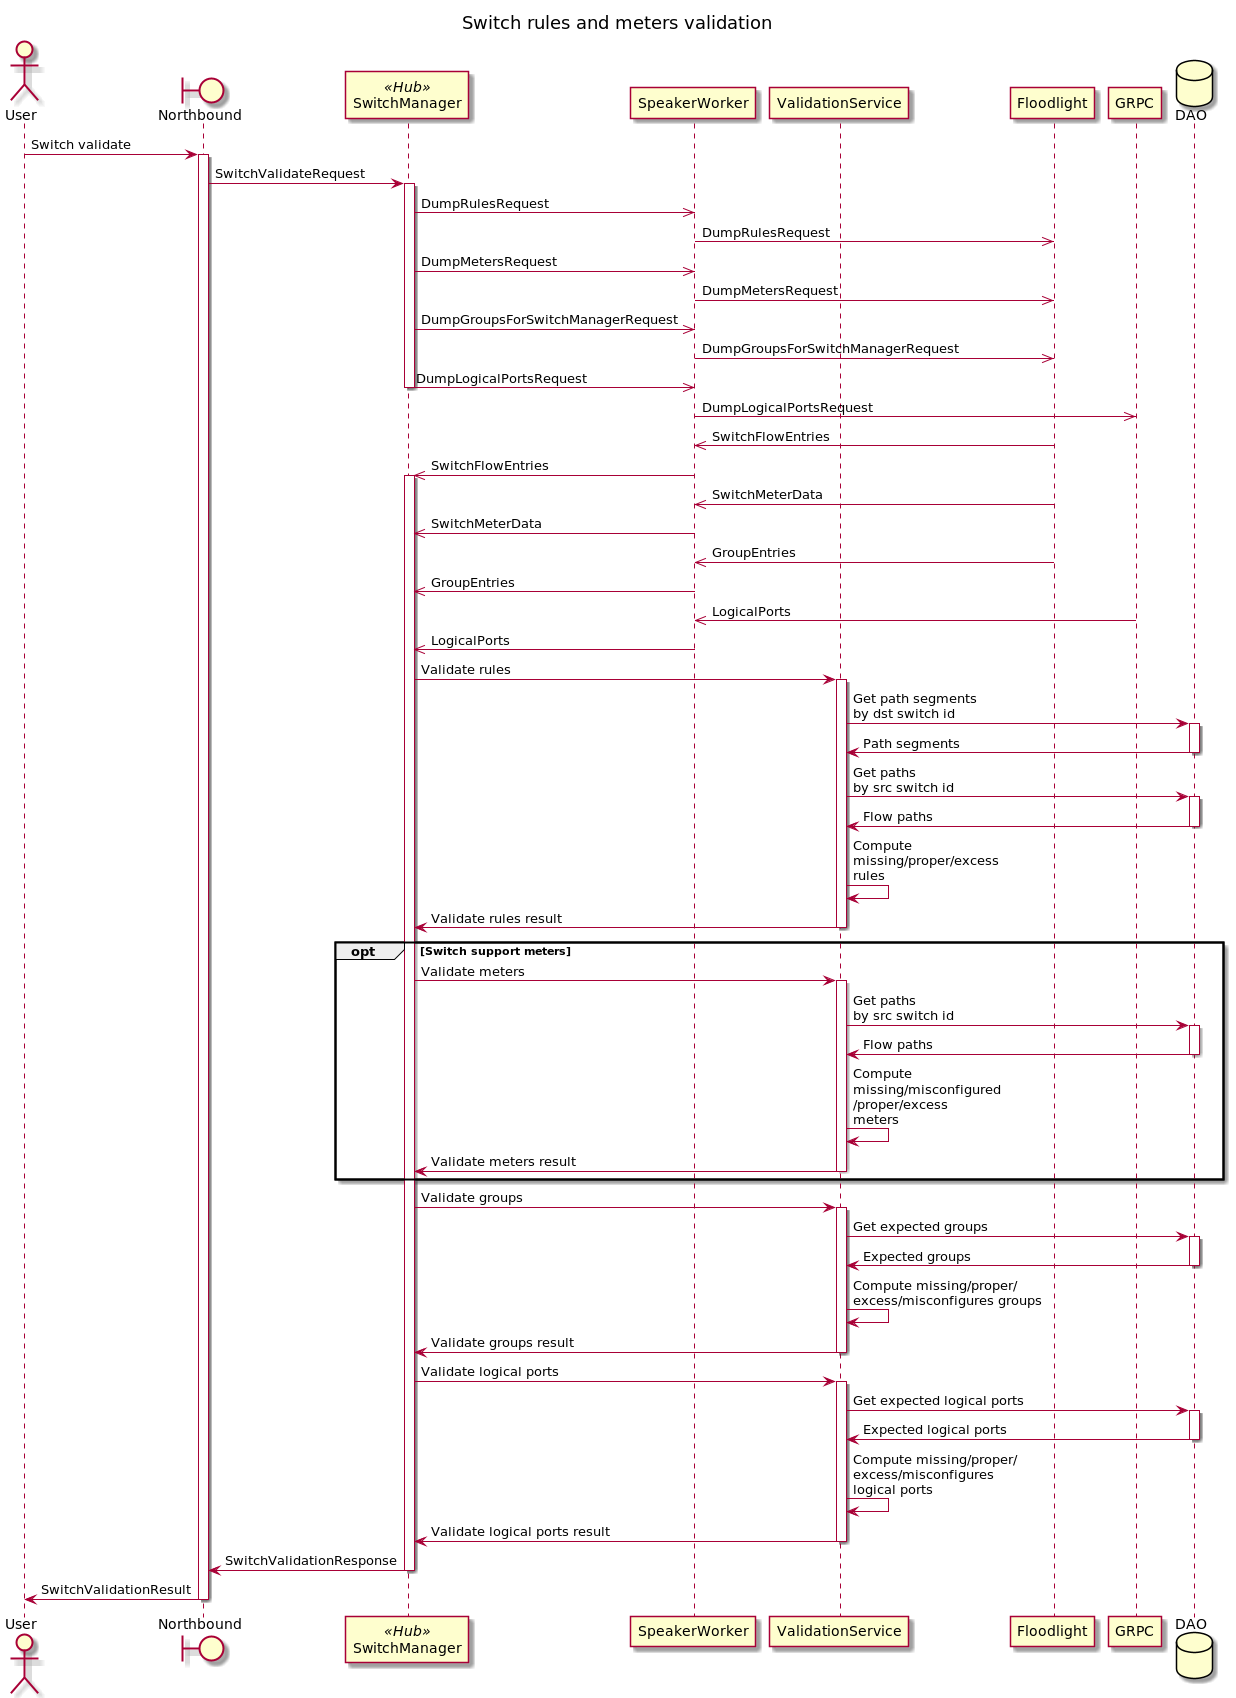 Switch rules and meters validation
User
Northbound
«Hub»
SwitchManager
SpeakerWorker
ValidationService
Floodlight
GRPC
DAO
Switch validate
SwitchValidateRequest
DumpRulesRequest
DumpRulesRequest
DumpMetersRequest
DumpMetersRequest
DumpGroupsForSwitchManagerRequest
DumpGroupsForSwitchManagerRequest
DumpLogicalPortsRequest
DumpLogicalPortsRequest
SwitchFlowEntries
SwitchFlowEntries
SwitchMeterData
SwitchMeterData
GroupEntries
GroupEntries
LogicalPorts
LogicalPorts
Validate rules
Get path segments
by dst switch id
Path segments
Get paths
by src switch id
Flow paths
Compute
missing/proper/excess
rules
Validate rules result
opt
[Switch support meters]
Validate meters
Get paths
by src switch id
Flow paths
Compute
missing/misconfigured
/proper/excess
meters
Validate meters result
Validate groups
Get expected groups
Expected groups
Compute missing/proper/
excess/misconfigures groups
Validate groups result
Validate logical ports
Get expected logical ports
Expected logical ports
Compute missing/proper/
excess/misconfigures
logical ports
Validate logical ports result
SwitchValidationResponse
SwitchValidationResult
User
Northbound
«Hub»
SwitchManager
SpeakerWorker
ValidationService
Floodlight
GRPC
DAO